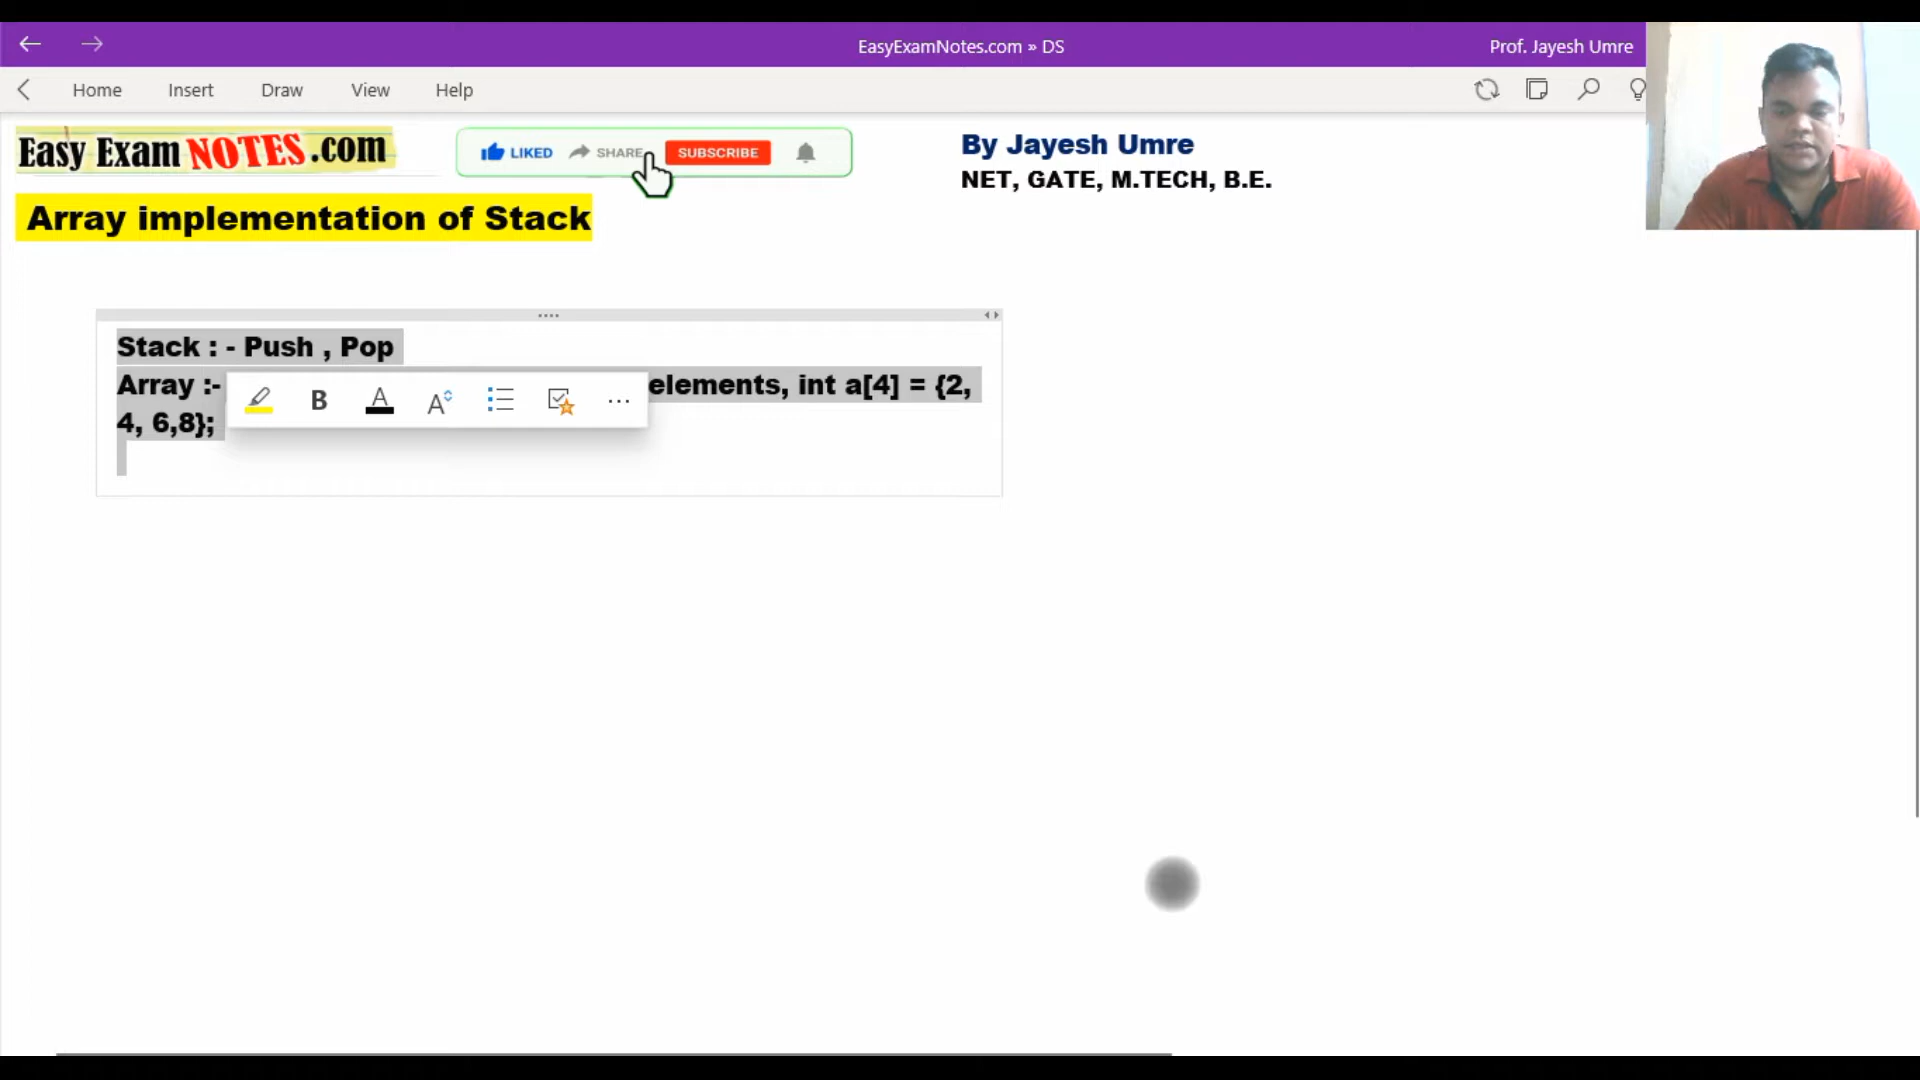 EasyExamNotes.com » DS
Prof. Jayesh Umre
Home Insert Draw View Help
Easy Exam NOTES .com
LIKED SHARE SUBSCRIBE
By Jayesh Umre
NET, GATE, M.TECH, B.E.
Array implementation of Stack
Stack : - Push , Pop
Array :- elements, int a[4] = {2,
4, 6,8};
B A A ...